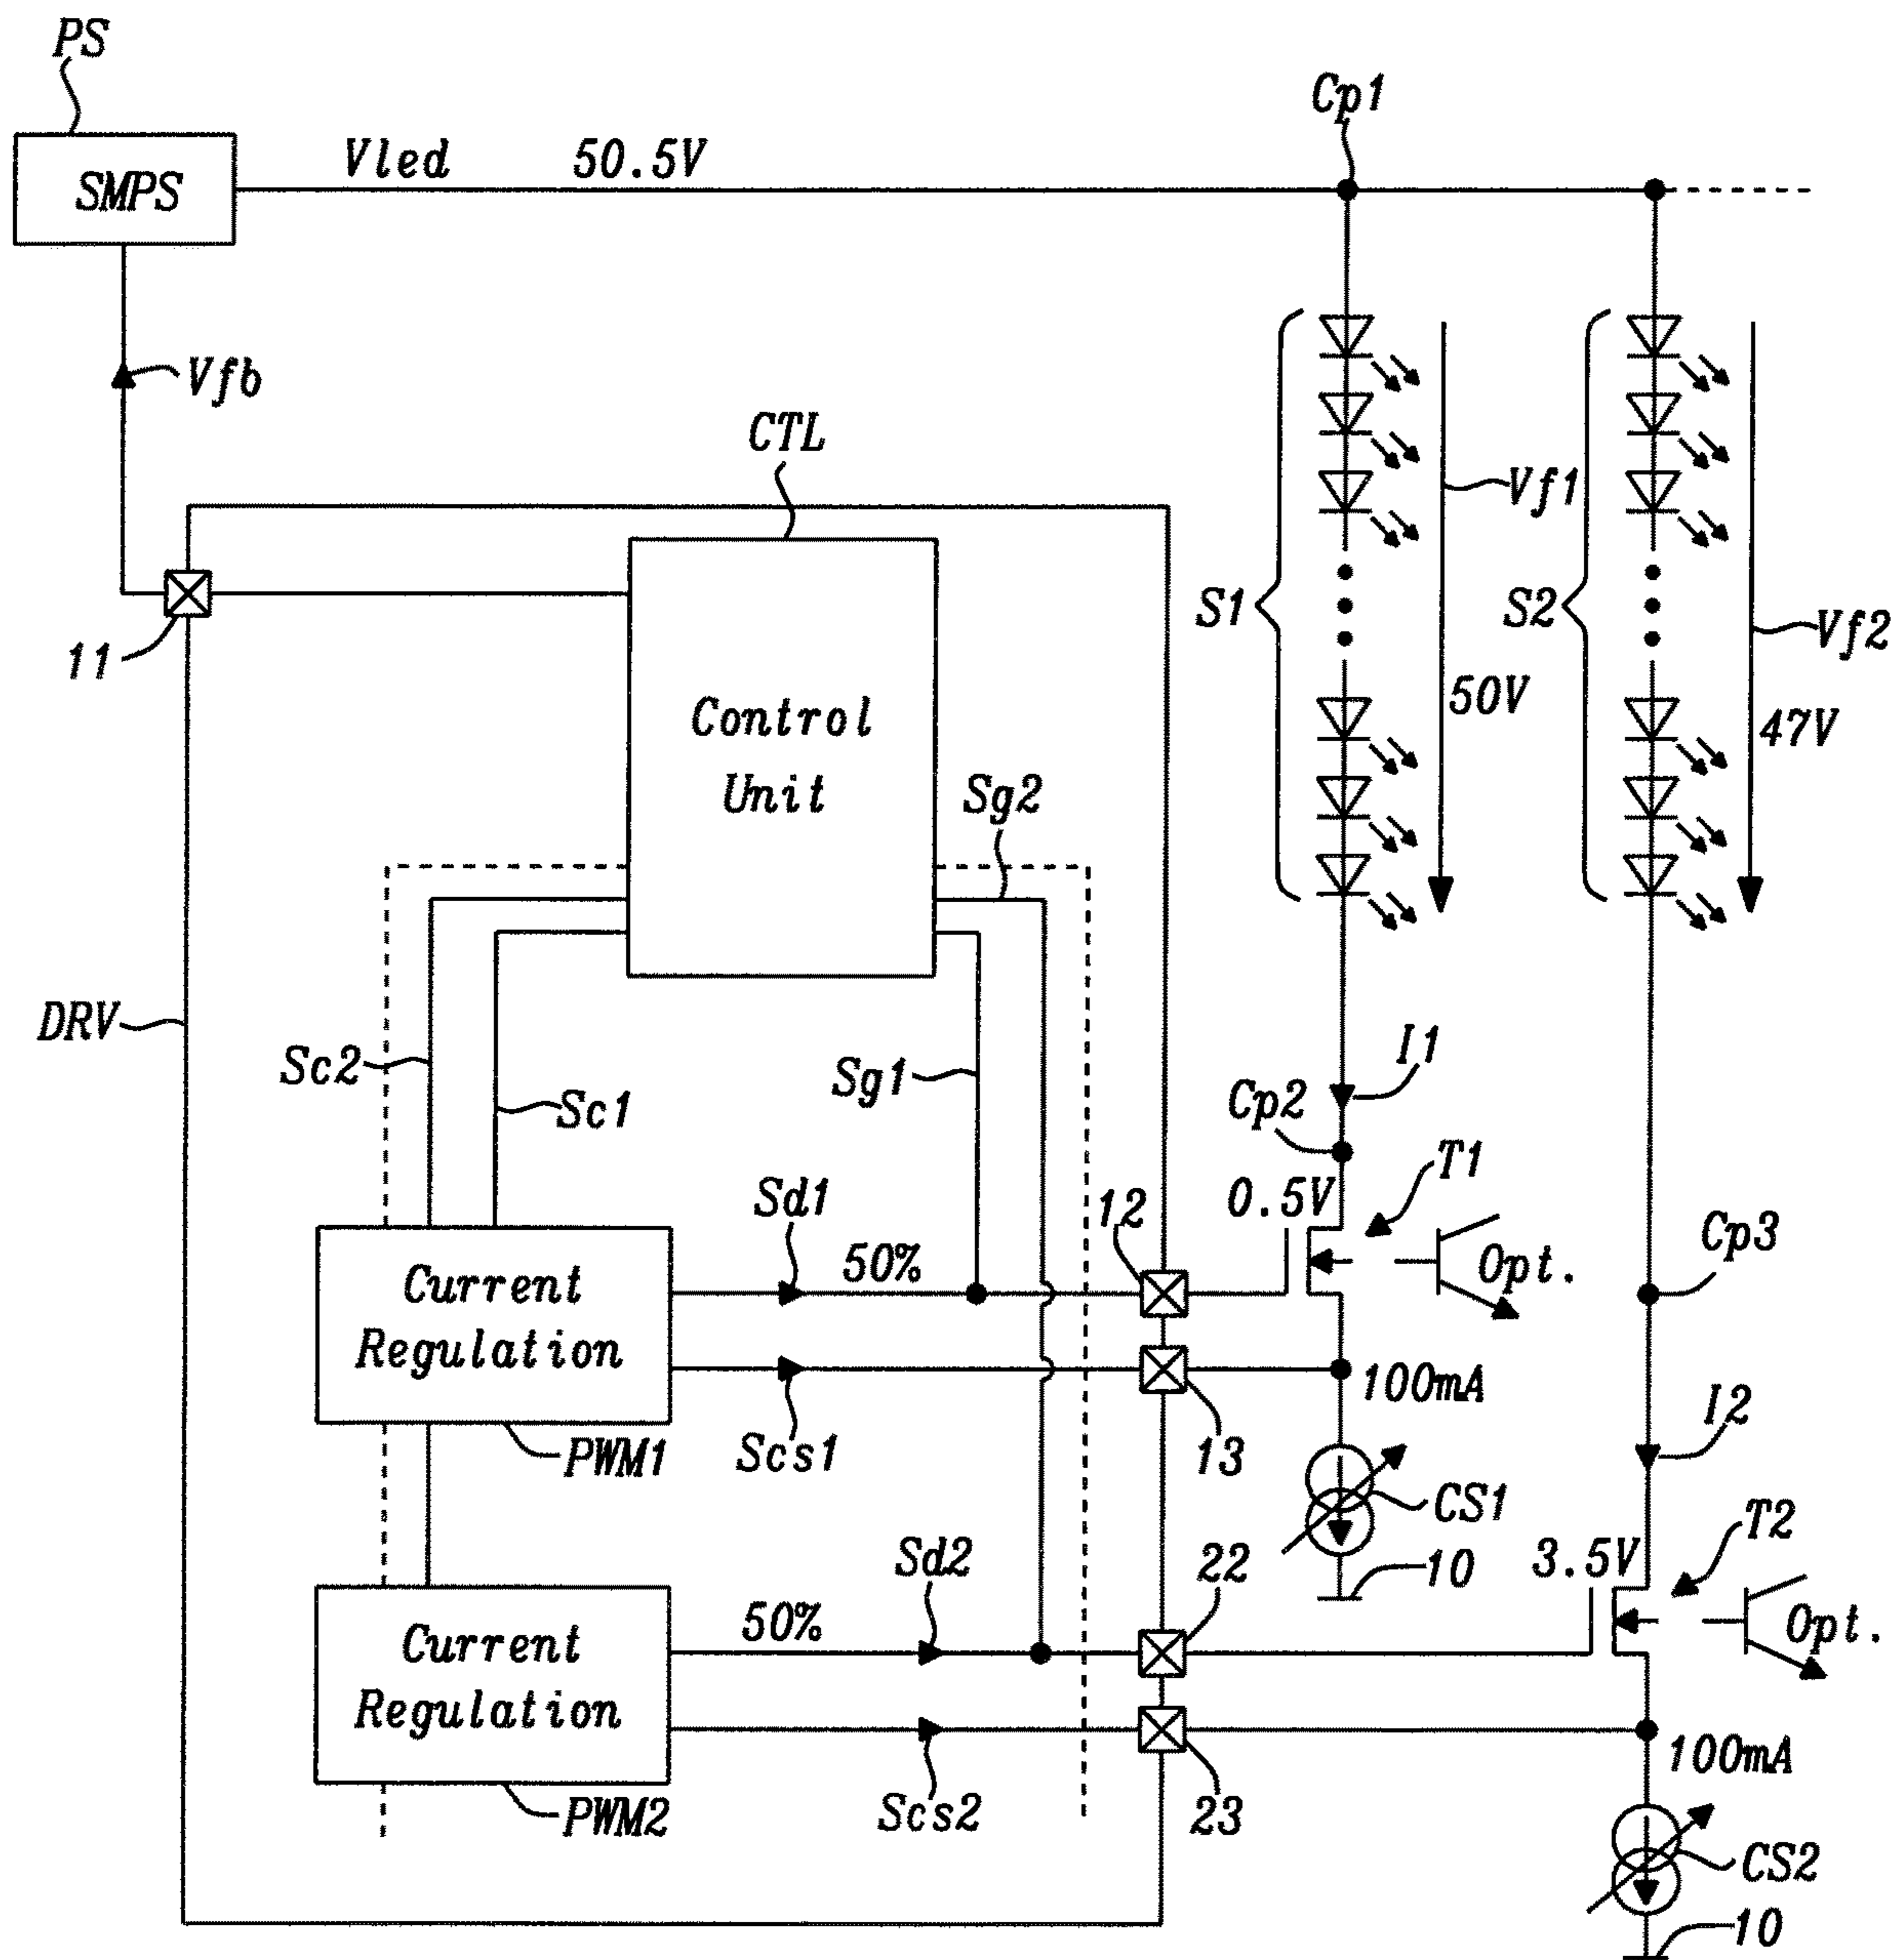 PS
Cp1
SMPS
Vled 50.5V
Vfb
CTL
Vf1
S1
S2
Vf2
11
50V
47V
Control
Unit
Sg2
DRV
Sc2
Sc1
Sg1
I1
Cp2
T1
Sd1
12
0.5V
Cp3
50%
Opt.
Current
Regulation
100mA
I2
PWM1
Scs1
13
CS1
T2
Sd2
22
10
3.5V
50%
Opt.
Current
Regulation
100mA
PWM2
Scs2
23
CS2
10